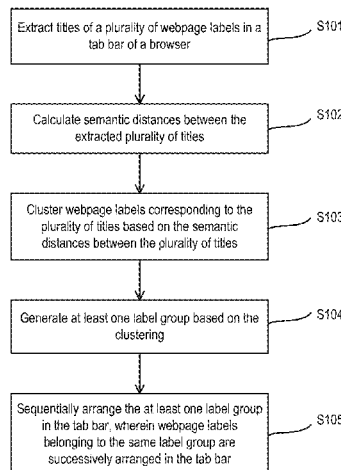 Extract titles of a plurality of webpage labels in a
tab bar of a browser
S101
Calculate semantic distances between the
extracted plurality of titles
S102
Cluster webpage labels corresponding to the
plurality of titles based on the semantic
distances between the plurality of titles
S103
Generate at least one label group based on the
clustering
S104
Sequentially arrange the at least one label group
in the tab bar, wherein webpage labels
belonging to the same label group are
successively arranged in the tab bar
S105